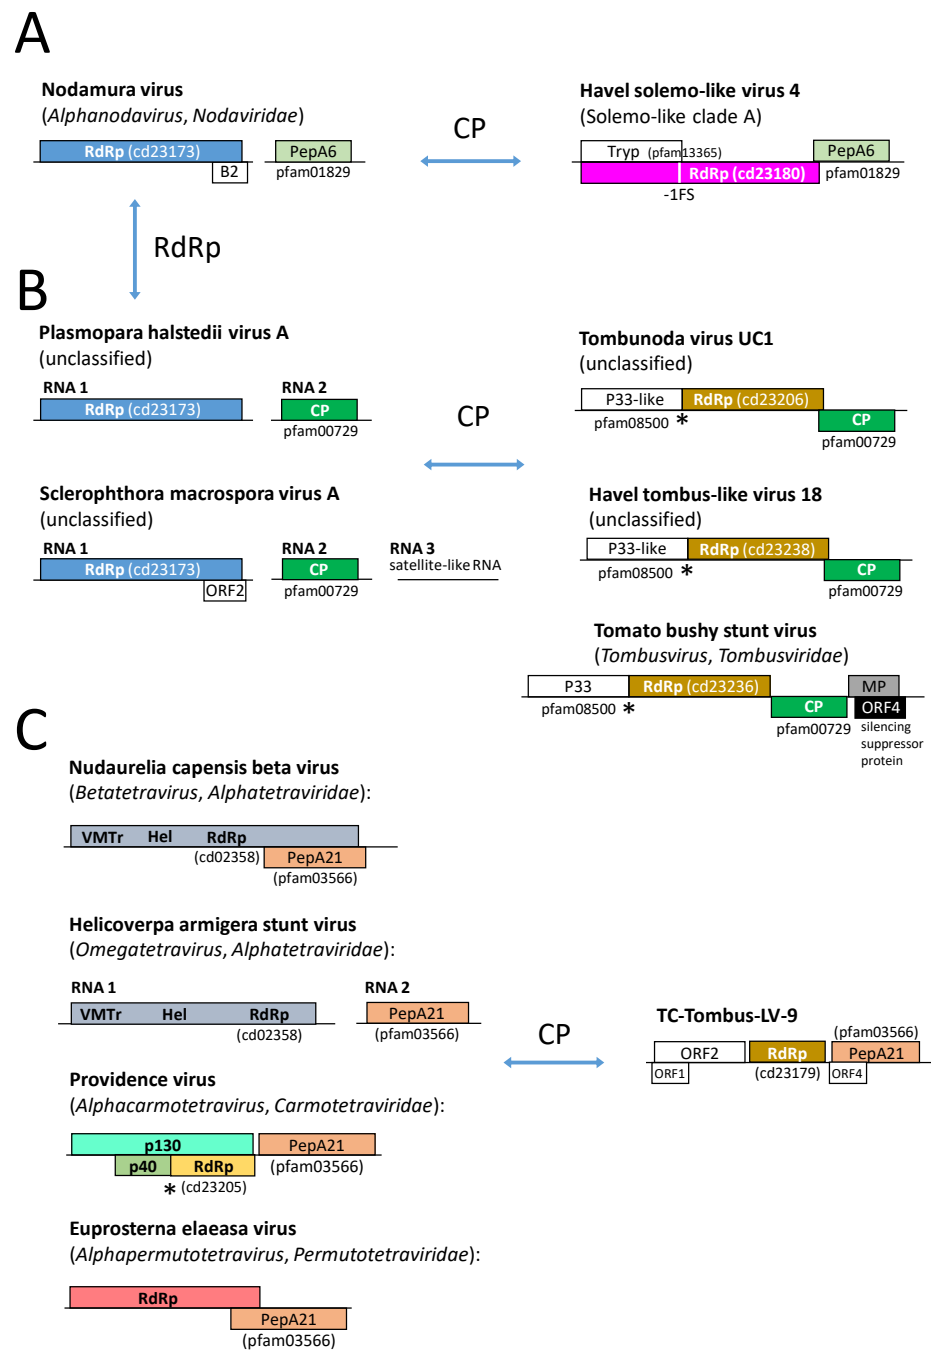 A
Nodamura virus
(Alphanodavirus, Nodaviridae)
RdRp (cd23173)
B2
PepA6
pfam01829
CP
Havel solemo-like virus 4
(Solemo-like clade A)
Tryp (pfam13365)
RdRp (cd23180)
-1FS
PepA6
pfam01829
RdRp
B
Plasmopara halstedii virus A
(unclassified)
RNA 1
RdRp (cd23173)
RNA 2
CP
pfam00729
Sclerophthora macrospora virus A
(unclassified)
RNA 1
RdRp (cd23173)
ORF2
RNA 2
CP
pfam00729
RNA 3
satellite-like RNA
CP
Tombunoda virus UC1
(unclassified)
P33-like
RdRp (cd23206)
pfam08500 *
CP
pfam00729
Havel tombus-like virus 18
(unclassified)
P33-like
RdRp (cd23238)
pfam08500 *
CP
pfam00729
Tomato bushy stunt virus
(Tombusvirus, Tombusviridae)
P33
RdRp (cd23236)
MP
pfam08500 *
CP
ORF4
pfam00729
silencing
suppressor
protein
C
Nudaurelia capensis beta virus
(Betatetravirus, Alphatetraviridae):
VMTr Hel RdRp
(cd02358)
PepA21
(pfam03566)
Helicoverpa armigera stunt virus
(Omegatetravirus, Alphatetraviridae):
RNA 1
VMTr Hel RdRp
(cd02358)
RNA 2
PepA21
(pfam03566)
Providence virus
(Alphacarmotetravirus, Carmotetraviridae):
p130
PepA21
p40
RdRp
(pfam03566)
* (cd23205)
Euprosterna elaeasa virus
(Alphapermutotetravirus, Permutotetraviridae):
RdRp
PepA21
(pfam03566)
CP
TC-Tombus-LV-9
(pfam03566)
ORF2
RdRp
PepA21
ORF1
(cd23179)
ORF4